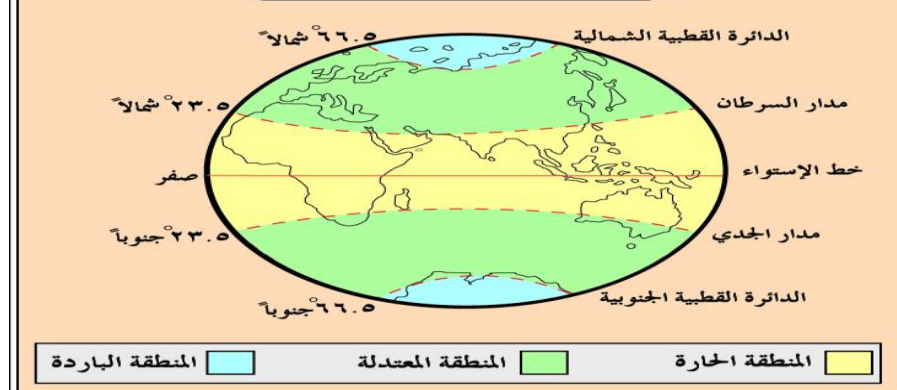 الدائرة القطبية الشمالية ٦٦.٥° شمالاً
مدار السرطان ٢٣.٥° شمالاً
خط الإستواء صفر
مدار الجدي ٢٣.٥° جنوباً
الدائرة القطبية الجنوبية ٦٦.٥° جنوباً
المنطقة الحارة المنطقة المعتدلة المنطقة الباردة